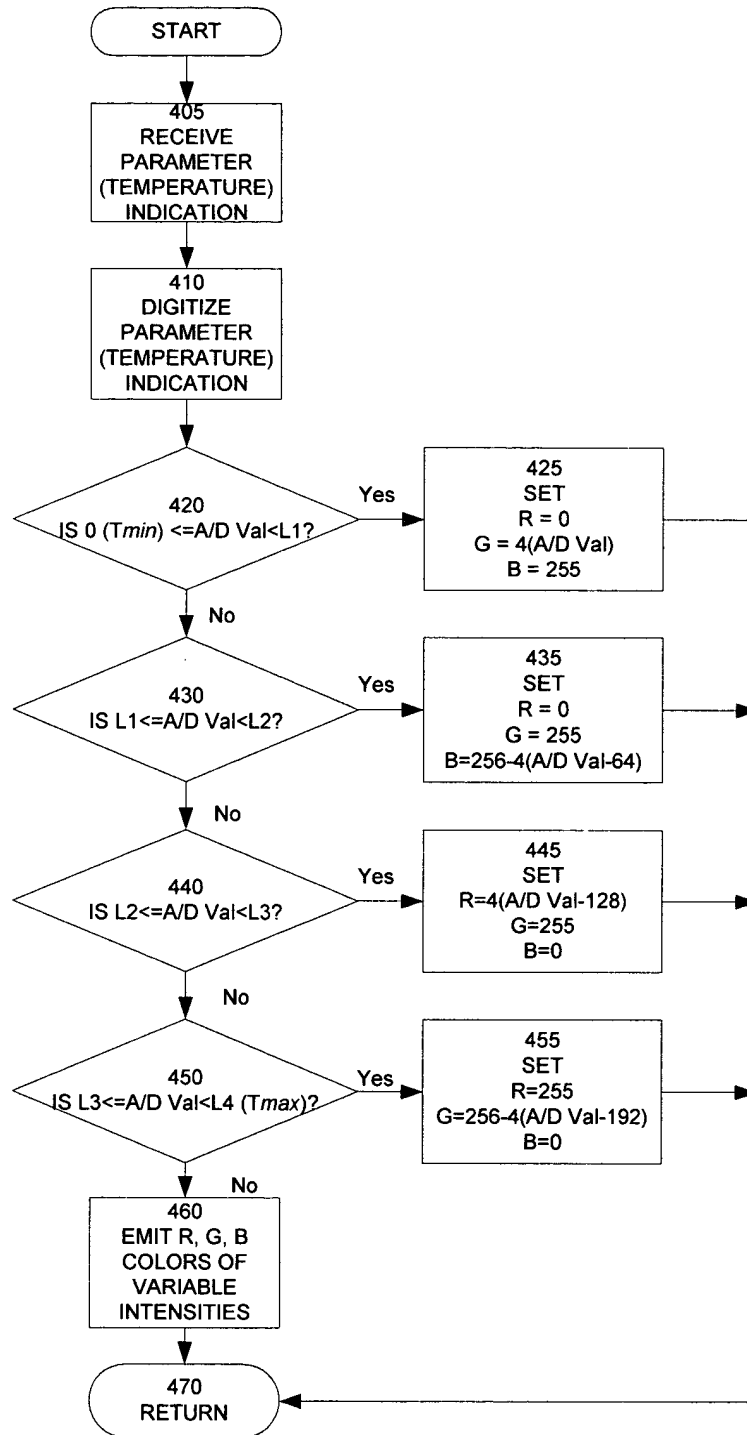 START
405
RECEIVE
PARAMETER
(TEMPERATURE)
INDICATION
410
DIGITIZE
PARAMETER
(TEMPERATURE)
INDICATION
420
IS 0 (Tmin) <=A/D Val<L1?
Yes
425
SET
R = 0
G = 4(A/D Val)
B = 255
No
430
IS L1<=A/D Val<L2?
Yes
435
SET
R = 0
G = 255
B=256-4(A/D Val-64)
No
440
IS L2<=A/D Val<L3?
Yes
445
SET
R=4(A/D Val-128)
G=255
B=0
No
450
IS L3<=A/D Val<L4 (Tmax)?
Yes
455
SET
R=255
G=256-4(A/D Val-192)
B=0
No
460
EMIT R, G, B
COLORS OF
VARIABLE
INTENSITIES
470
RETURN